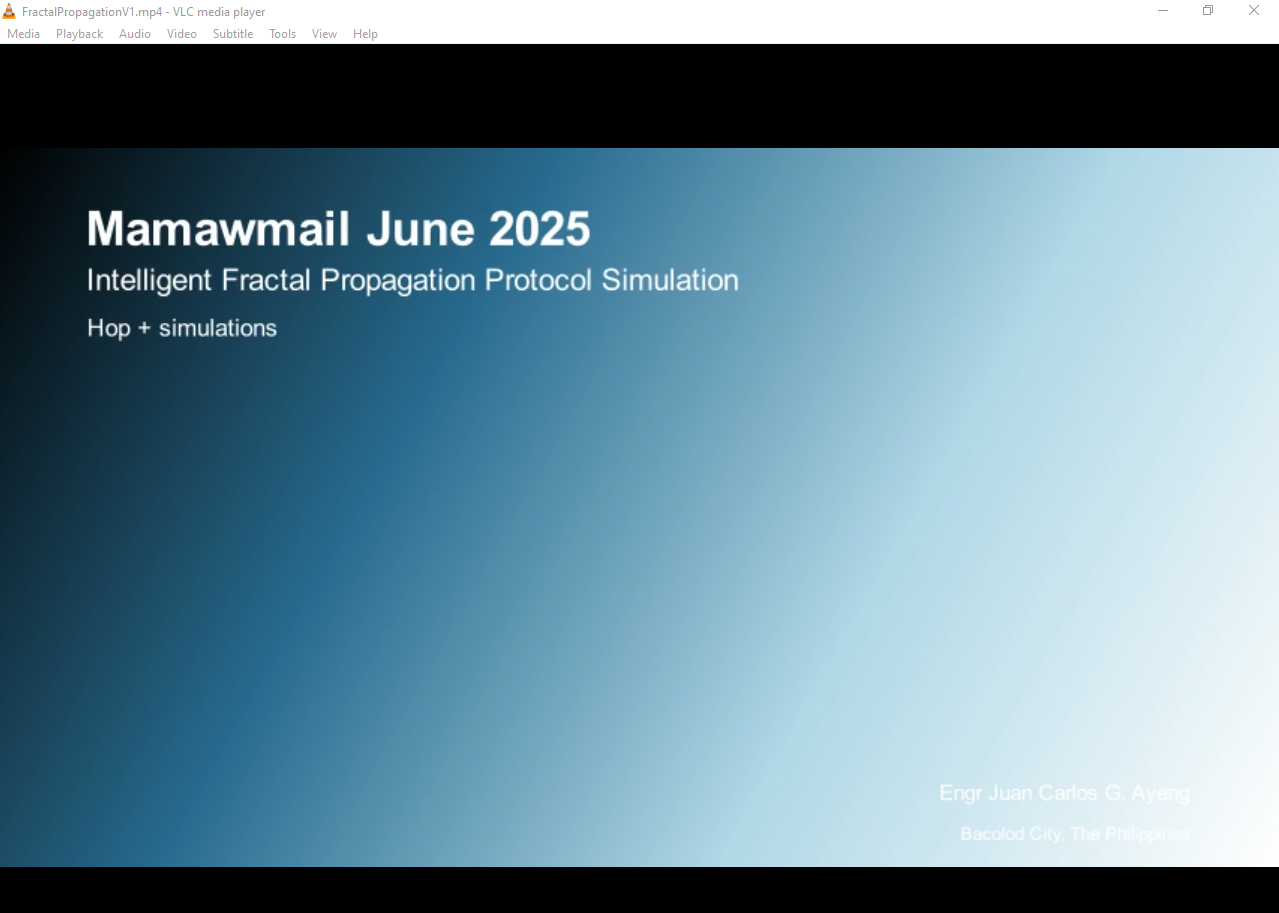 FractalPropagationV1.mp4 - VLC media player
Media Playback Audio Video Subtitle Tools View Help
Mamawmail June 2025
Intelligent Fractal Propagation Protocol Simulation
Hop + simulations
Engr Juan Carlos G. Ayeng
Bacolod City, The Philippines